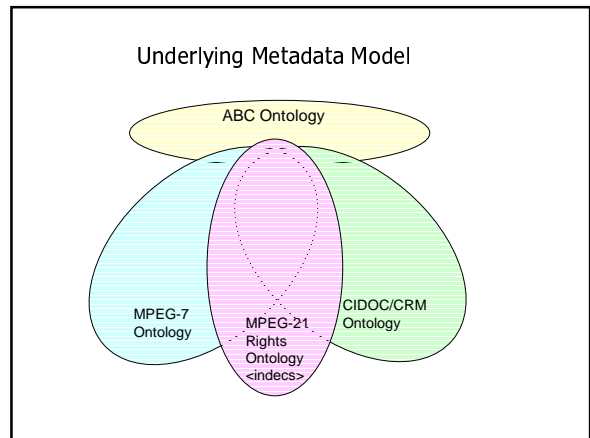 Underlying Metadata Model
ABC Ontology
MPEG-7
Ontology
MPEG-21
Rights
Ontology
<indecs>
CIDOC/CRM
Ontology